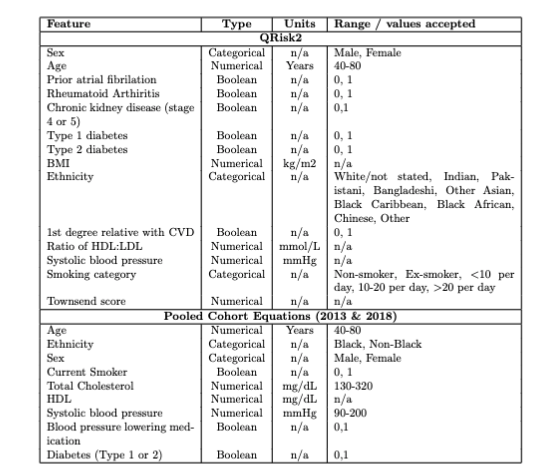 Feature Type Units Range / values accepted
QRisk2
Sex Categorical n/a Male, Female
Age Numerical Years 40-80
Prior atrial fibrilation Boolean n/a 0, 1
Rheumatoid Arthiritis Boolean n/a 0, 1
Chronic kidney disease (stage Boolean n/a 0,1
4 or 5)
Type 1 diabetes Boolean n/a 0, 1
Type 2 diabetes Boolean n/a 0, 1
BMI Numerical kg/m2 n/a
Ethnicity Categorical n/a White/not stated, Indian, Pak-
istani, Bangladeshi, Other Asian,
Black Caribbean, Black African,
Chinese, Other
1st degree relative with CVD Boolean n/a 0, 1
Ratio of HDL:LDL Numerical mmol/L n/a
Systolic blood pressure Numerical mmHg n/a
Smoking category Categorical n/a Non-smoker, Ex-smoker, <10 per
day, 10-20 per day, >20 per day
Townsend score Numerical n/a n/a
Pooled Cohort Equations (2013 & 2018)
Age Numerical Years 40-80
Ethnicity Categorical n/a Black, Non-Black
Sex Categorical n/a Male, Female
Current Smoker Boolean n/a 0, 1
Total Cholesterol Numerical mg/dL 130-320
HDL Numerical mg/dL n/a
Systolic blood pressure Numerical mmHg 90-200
Blood pressure lowering med- Boolean n/a 0,1
ication
Diabetes (Type 1 or 2) Boolean n/a 0,1